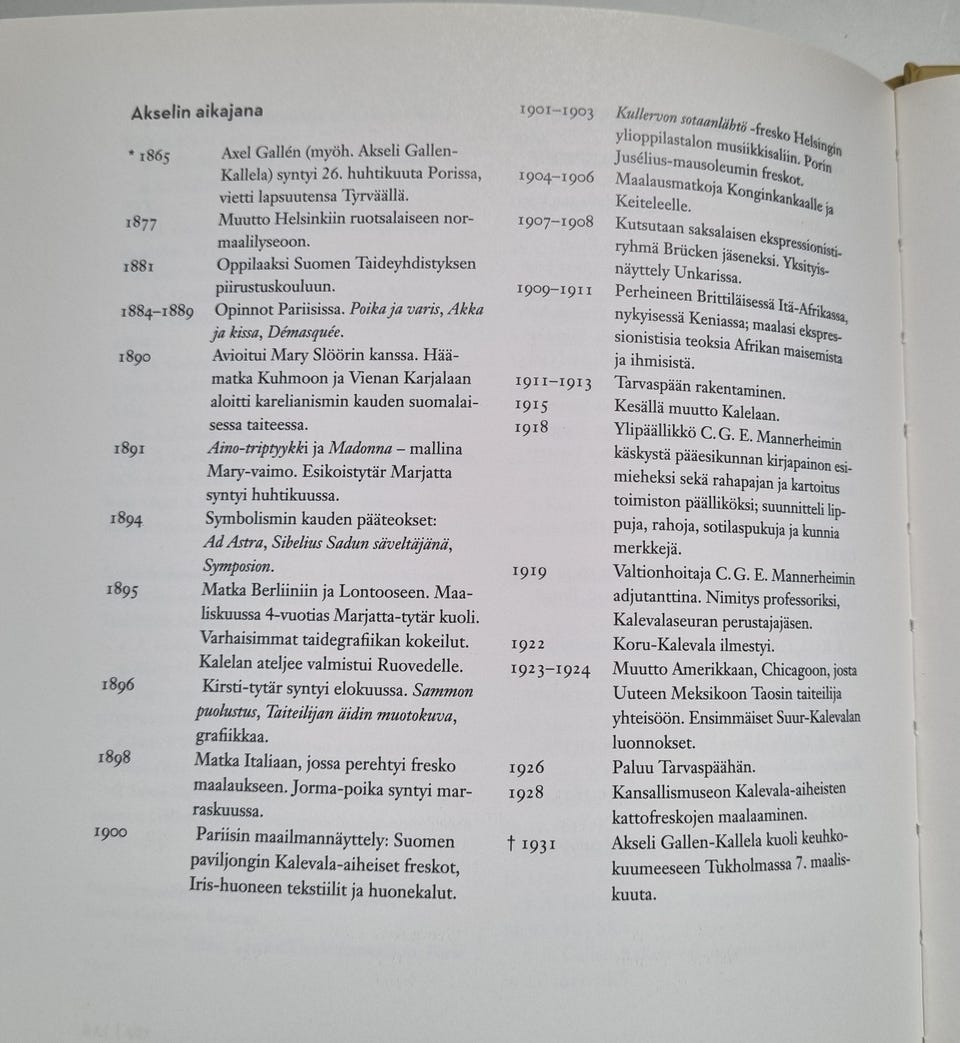 Akselin aikajana
* 1865 Axel Gallén (myöh. Akseli Gallen-
Kallela) syntyi 26. huhtikuuta Porissa,
vietti lapsuutensa Tyrväällä.
1877 Muutto Helsinkiin ruotsalaiseen nor-
maalilyseoon.
1881 Oppilaaksi Suomen Taideyhdistyksen
piirustuskouluun.
1884–1889 Opinnot Pariisissa. Poika ja varis, Akka
ja kissa, Démasquée.
1890 Avioitui Mary Slöörin kanssa. Hää-
matka Kuhmoon ja Vienan Karjalaan
aloitti karelianismin kauden suomalai-
sessa taiteessa.
1891 Aino-triptyykki ja Madonna – mallina
Mary-vaimo. Esikoistytär Marjatta
syntyi huhtikuussa.
1894 Symbolismin kauden pääteokset:
Ad Astra, Sibelius Sadun säveltäjänä,
Symposion.
1895 Matka Berliiniin ja Lontooseen. Maa-
liskuussa 4-vuotias Marjatta-tytär kuoli.
Varhaisimmat taidegrafiikan kokeilut.
Kalelan ateljee valmistui Ruovedelle.
1896 Kirsti-tytär syntyi elokuussa. Sammon
puolustus, Taiteilijan äidin muotokuva,
grafiikkaa.
1898 Matka Italiaan, jossa perehtyi fresko
maalaukseen. Jorma-poika syntyi mar-
raskuussa.
1900 Pariisin maailmannäyttely: Suomen
paviljongin Kalevala-aiheiset freskot,
Iris-huoneen tekstiilit ja huonekalut.
1901–1903 Kullervon sotaanlähtö -fresko Helsingin
ylioppilastalon musiikkisaliin. Porin
Jusélius-mausoleumin freskot.
1904–1906 Maalausmatkoja Konginkankaalle ja
Keiteleelle.
1907–1908 Kutsutaan saksalaisen ekspressionisti-
ryhmä Brücken jäseneksi. Yksityis-
näyttely Unkarissa.
1909–1911 Perheineen Brittiläisessä Itä-Afrikassa,
nykyisessä Keniassa; maalasi ekspres-
sionistisia teoksia Afrikan maisemista
ja ihmisistä.
1911–1913 Tarvaspään rakentaminen.
1915 Kesällä muutto Kalelaan.
1918 Ylipäällikkö C. G. E. Mannerheimin
käskystä pääesikunnan kirjapainon esi-
mieheksi sekä rahapajan ja kartoitus
toimiston päälliköksi; suunnitteli lip-
puja, rahoja, sotilaspukuja ja kunnia
merkkejä.
1919 Valtionhoitaja C. G. E. Mannerheimin
adjutanttina. Nimitys professoriksi,
Kalevalaseuran perustajajäsen.
1922 Koru-Kalevala ilmestyi.
1923–1924 Muutto Amerikkaan, Chicagoon, josta
Uuteen Meksikoon Taosin taiteilija
yhteisöön. Ensimmäiset Suur-Kalevalan
luonnokset.
1926 Paluu Tarvaspäähän.
1928 Kansallismuseon Kalevala-aiheisten
kattofreskojen maalaaminen.
† 1931 Akseli Gallen-Kallela kuoli keuhko-
kuumeeseen Tukholmassa 7. maalis-
kuuta.